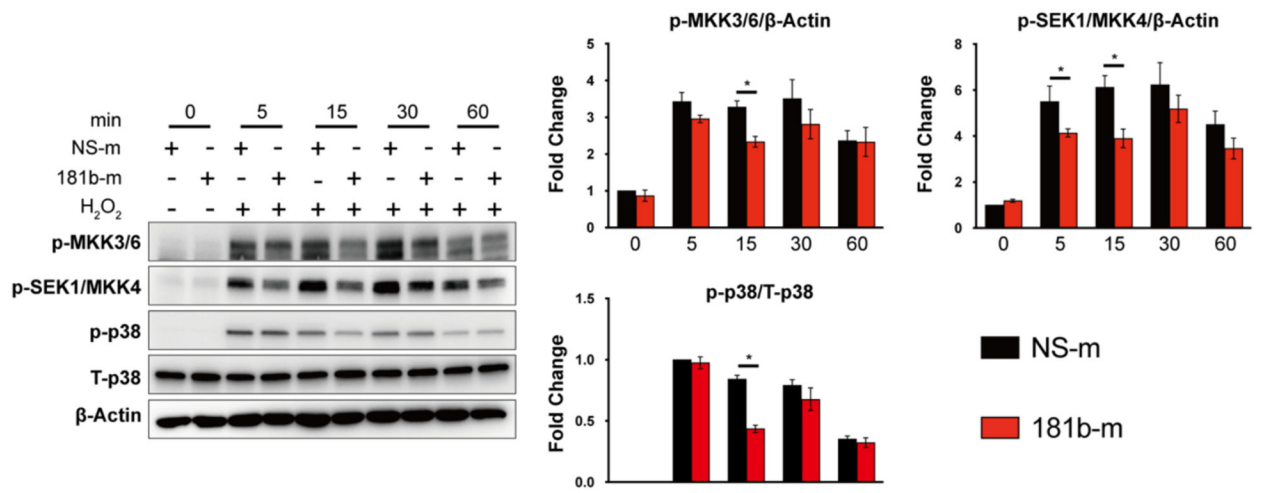 min 0 5 15 30 60
NS-m + - + - + - + - + -
181b-m - + - + - + - + - +
H₂O₂ - - + + + + + + + +
p-MKK3/6
p-SEK1/MKK4
p-p38
T-p38
β-Actin
p-MKK3/6/β-Actin
Fold Change
5
4
3
2
1
0
0 5 15 30 60
*
p-SEK1/MKK4/β-Actin
Fold Change
8
6
4
2
0
0 5 15 30 60
* *
p-p38/T-p38
Fold Change
1.5
1.0
0.5
0.0
*
NS-m
181b-m